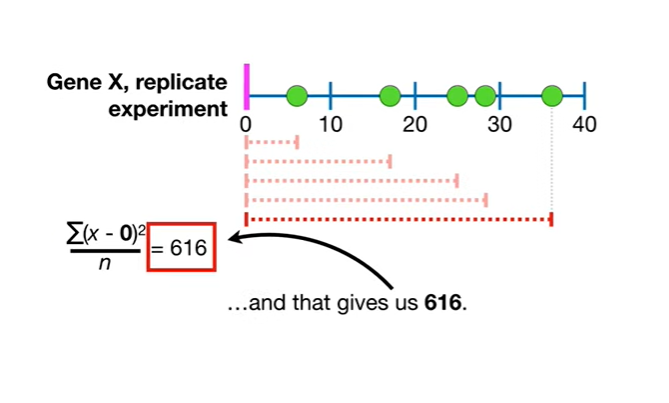 Gene X, replicate
experiment
0 10 20 30 40
∑(x - 0)²
n
= 616
…and that gives us 616.